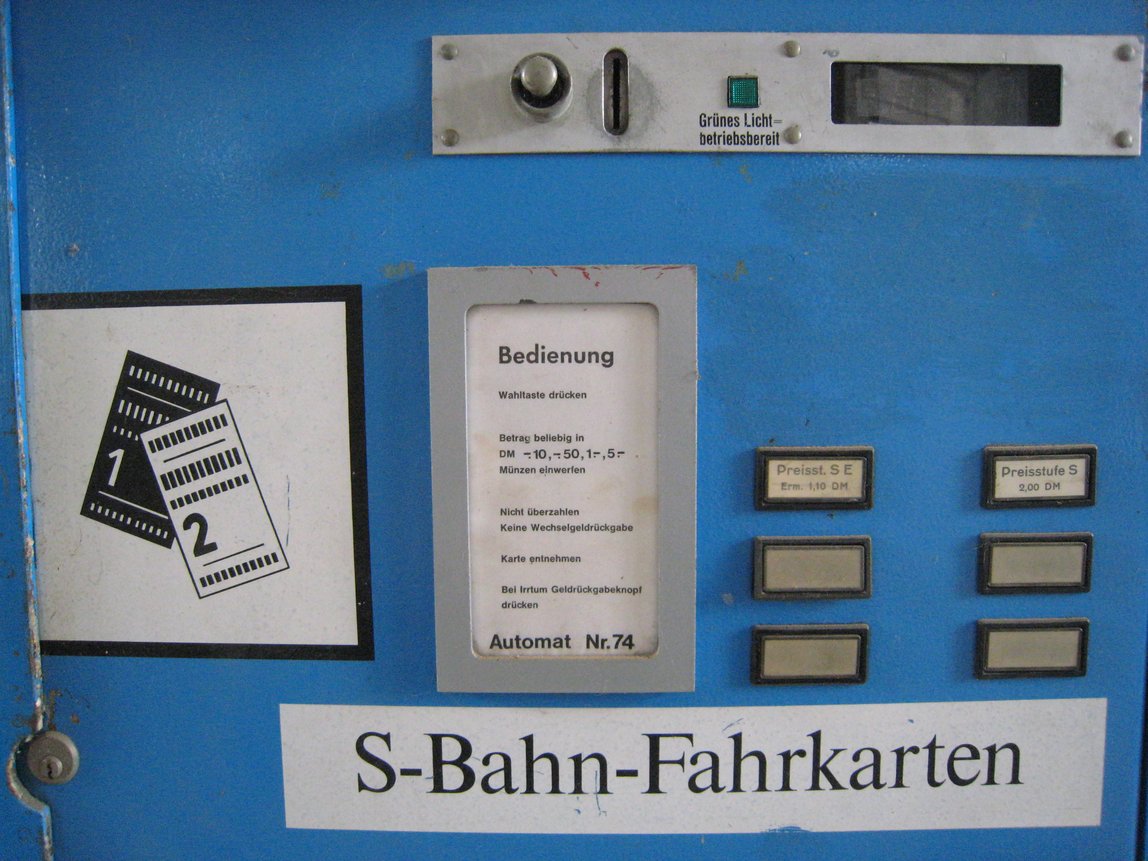 Grünes Licht=
betriebsbereit
1
2
Bedienung
Wahltaste drücken
Betrag beliebig in
DM -.10,-.50,1.-,5.-
Münzen einwerfen
Nicht überzahlen
Keine Wechselgeldrückgabe
Karte entnehmen
Bei Irrtum Geldrückgabeknopf
drücken
Automat Nr.74
Preisst. S E
Erm. 1,10 DM
Preisstufe S
2,00 DM
S-Bahn-Fahrkarten